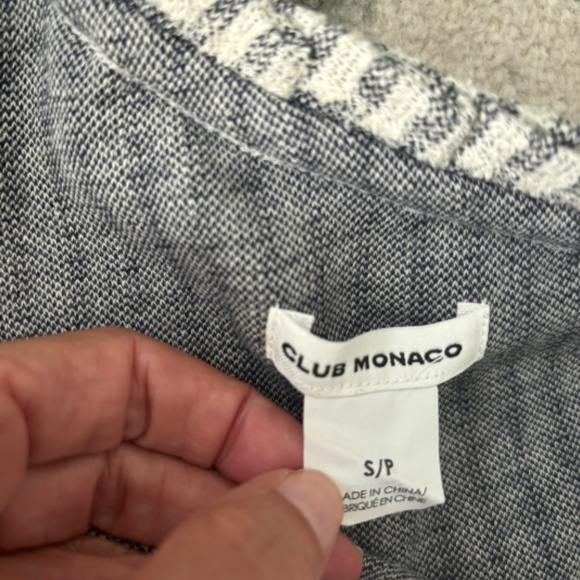 CLUB MONACO
S/P
ADE IN CHINA/
BRIQUÉ EN CHINE